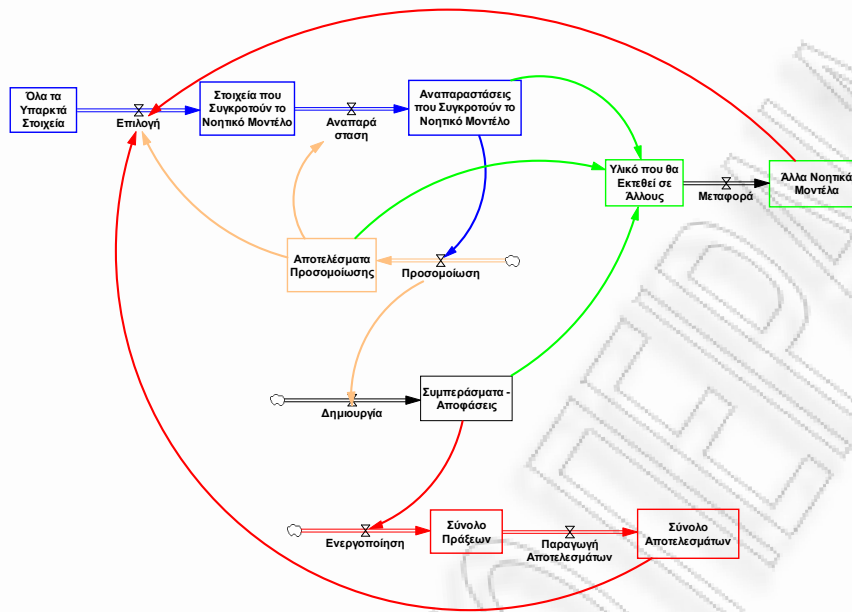 Όλα τα
Υπαρκτά
Στοιχεία
Επιλογή
Στοιχεία που
Συγκροτούν το
Νοητικό Μοντέλο
Αναπαρά
σταση
Αναπαραστάσεις
που Συγκροτούν το
Νοητικό Μοντέλο
Υλικό που θα
Εκτεθεί σε
Άλλους
Μεταφορά
Άλλα Νοητικά
Μοντέλα
Αποτελέσματα
Προσομοίωσης
Προσομοίωση
Δημιουργία
Συμπεράσματα -
Αποφάσεις
Ενεργοποίηση
Σύνολο
Πράξεων
Παραγωγή
Αποτελεσμάτων
Σύνολο
Αποτελεσμάτων